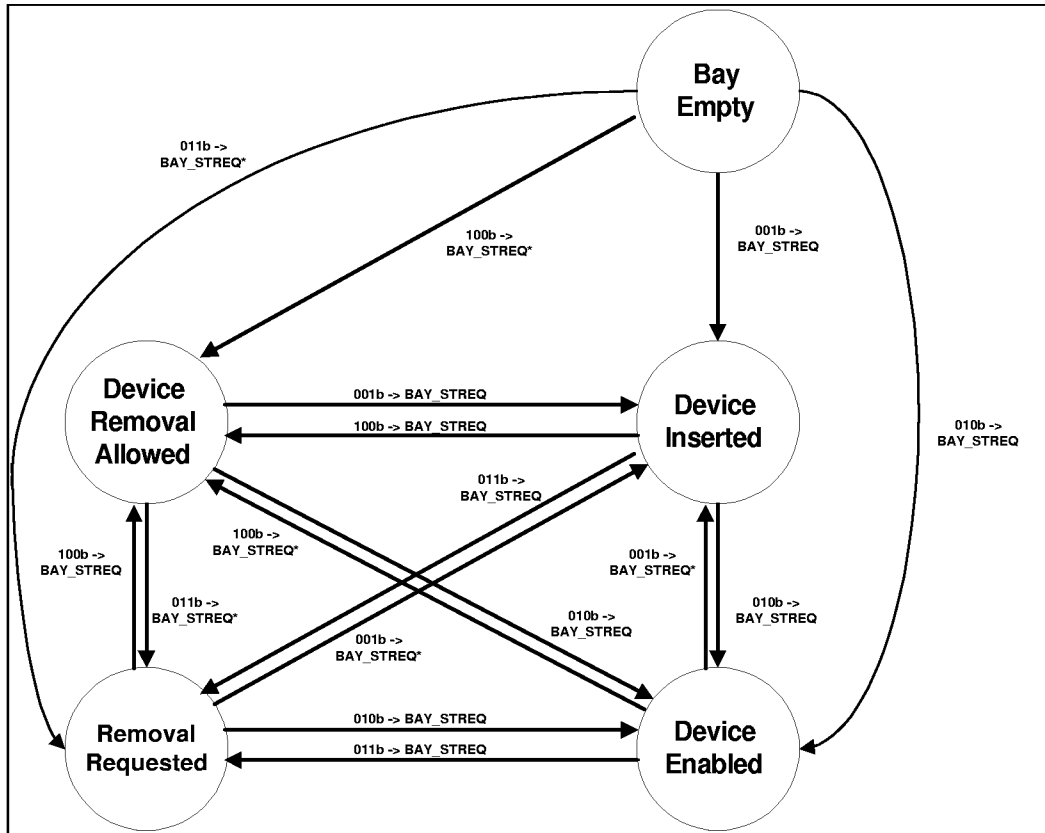 Bay
Empty
011b ->
BAY_STREQ*
100b ->
BAY_STREQ*
001b ->
BAY_STREQ
Device
Removal
Allowed
001b -> BAY_STREQ
100b -> BAY_STREQ
Device
Inserted
010b ->
BAY_STREQ
011b ->
BAY_STREQ
100b ->
BAY_STREQ*
100b ->
BAY_STREQ
001b ->
BAY_STREQ*
011b ->
BAY_STREQ*
010b ->
BAY_STREQ
010b ->
BAY_STREQ
001b ->
BAY_STREQ*
Removal
Requested
010b -> BAY_STREQ
011b -> BAY_STREQ
Device
Enabled